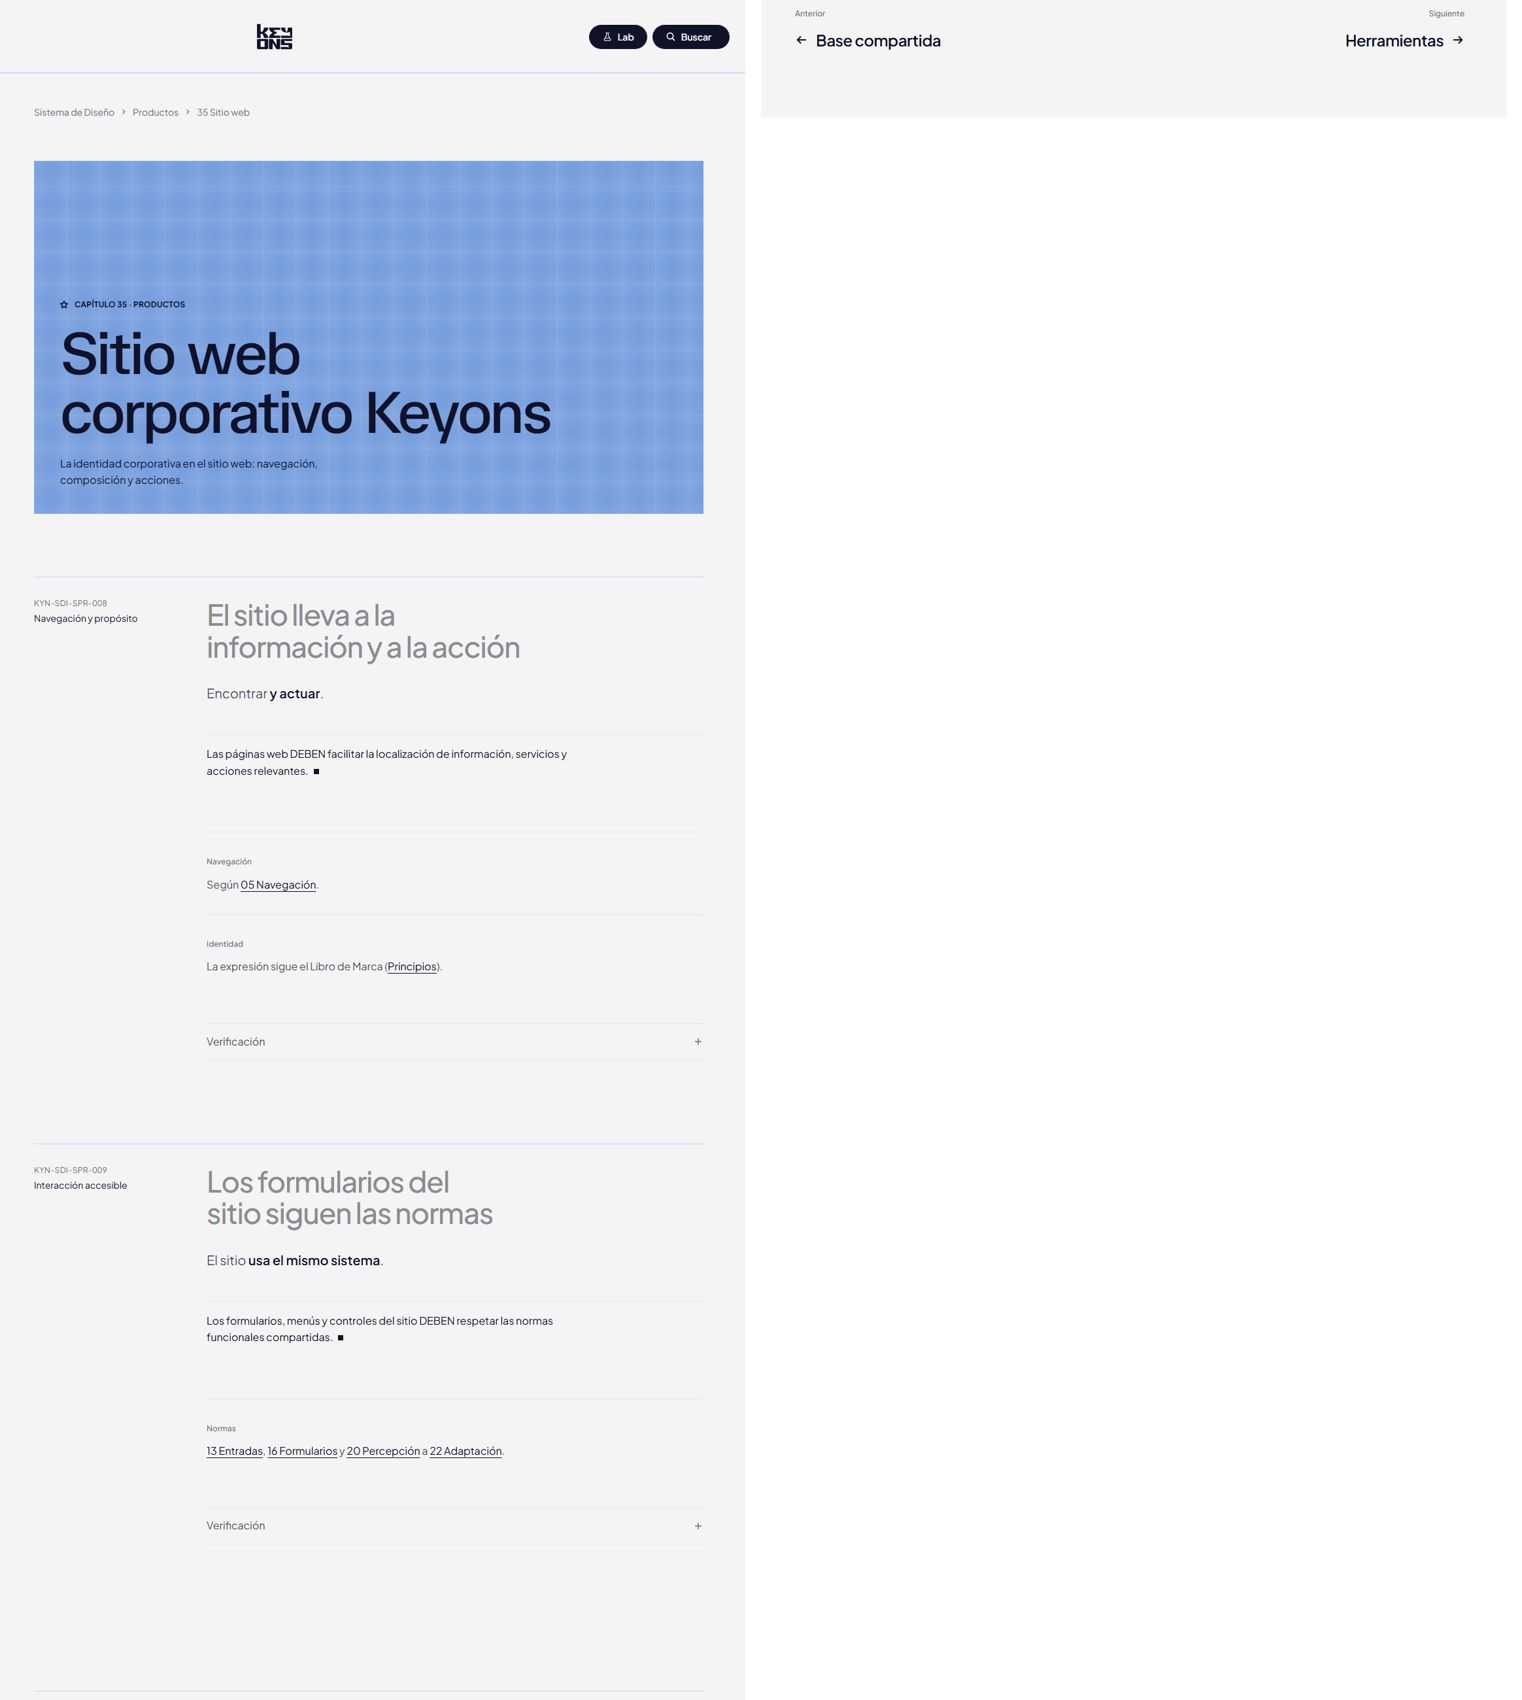 KEY
ONS
Lab
Buscar
Sistema de Diseño > Productos > 35 Sitio web
CAPÍTULO 35 · PRODUCTOS
Sitio web
corporativo Keyons
La identidad corporativa en el sitio web: navegación,
composición y acciones.
KYN-SDI-SPR-008
Navegación y propósito
El sitio lleva a la
información y a la acción
Encontrar y actuar.
Las páginas web DEBEN facilitar la localización de información, servicios y
acciones relevantes.
Navegación
Según 05 Navegación.
Identidad
La expresión sigue el Libro de Marca (Principios).
Verificación +
KYN-SDI-SPR-009
Interacción accesible
Los formularios del
sitio siguen las normas
El sitio usa el mismo sistema.
Los formularios, menús y controles del sitio DEBEN respetar las normas
funcionales compartidas.
Normas
13 Entradas, 16 Formularios y 20 Percepción a 22 Adaptación.
Verificación +
Anterior
← Base compartida
Siguiente
Herramientas →